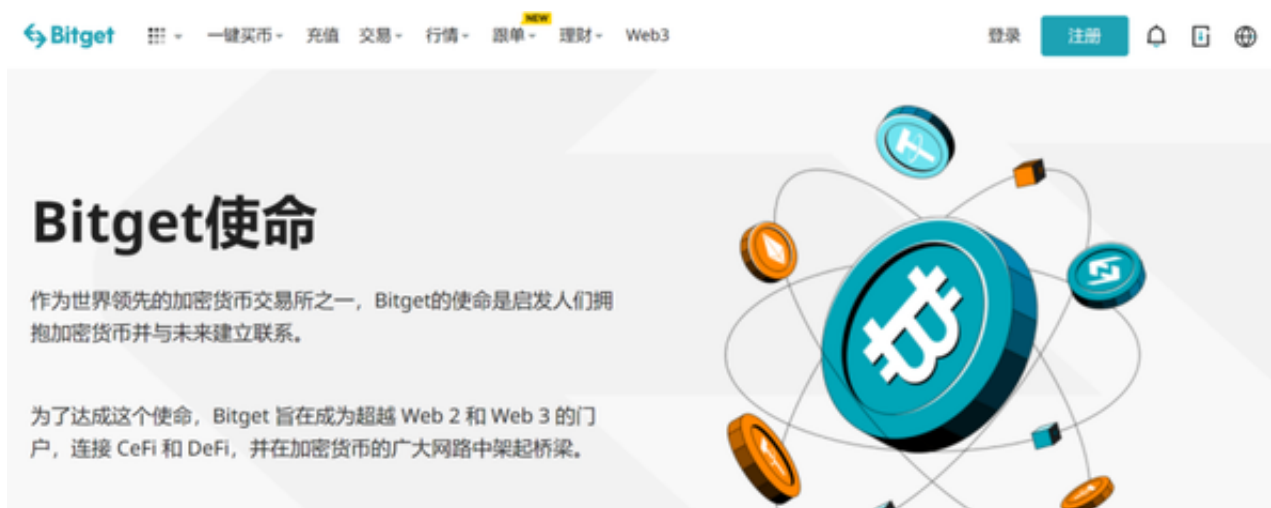 Bitget 一键买币 充值 交易 行情 跟单 NEW 理财 Web3 登录 注册
Bitget使命
作为世界领先的加密货币交易所之一，Bitget的使命是启发人们拥
抱加密货币并与未来建立联系。
为了达成这个使命，Bitget 旨在成为超越 Web 2 和 Web 3 的门
户，连接 CeFi 和 DeFi，并在加密货币的广大网路中架起桥梁。